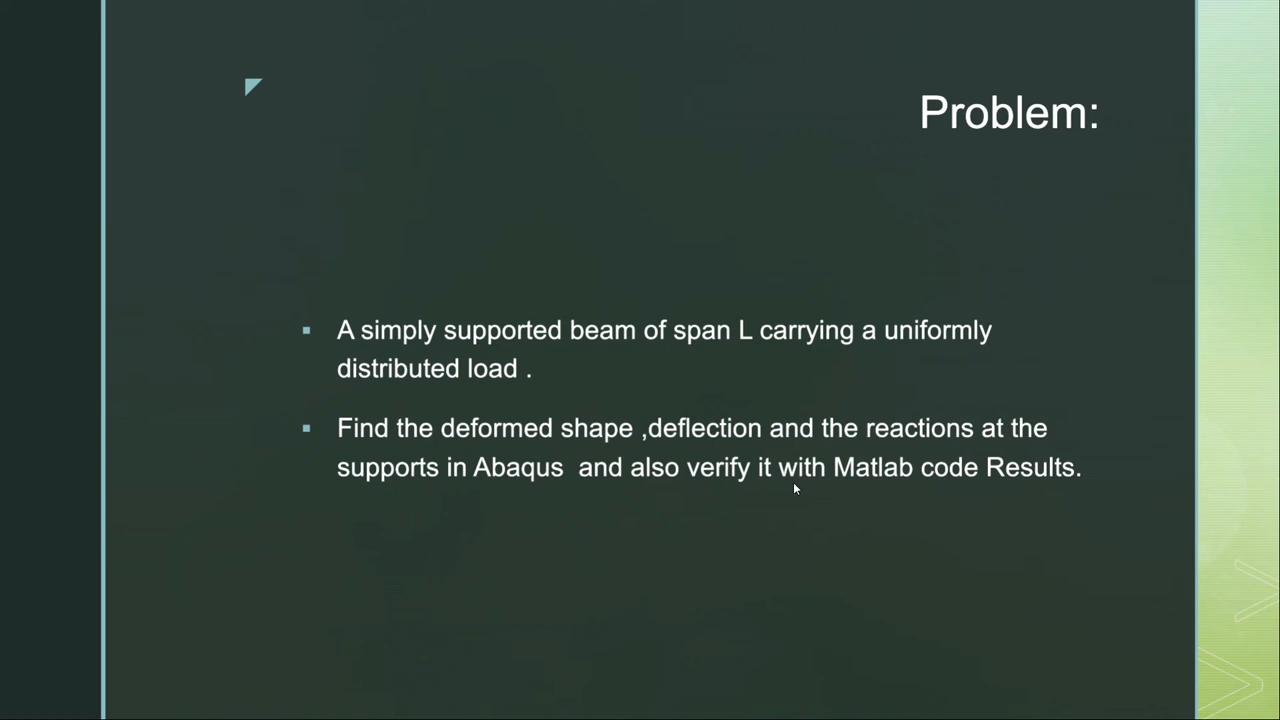 Problem:
A simply supported beam of span L carrying a uniformly
distributed load .
Find the deformed shape ,deflection and the reactions at the
supports in Abaqus  and also verify it with Matlab code Results.